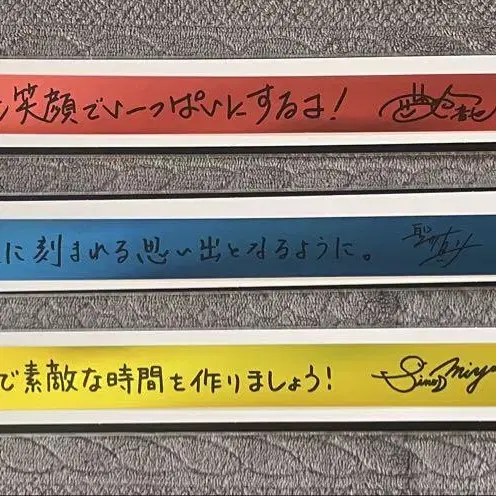 笑顔でいーっぱいにするよ！
に刻まれる思い出となるように。
で素敵な時間を作りましょう！